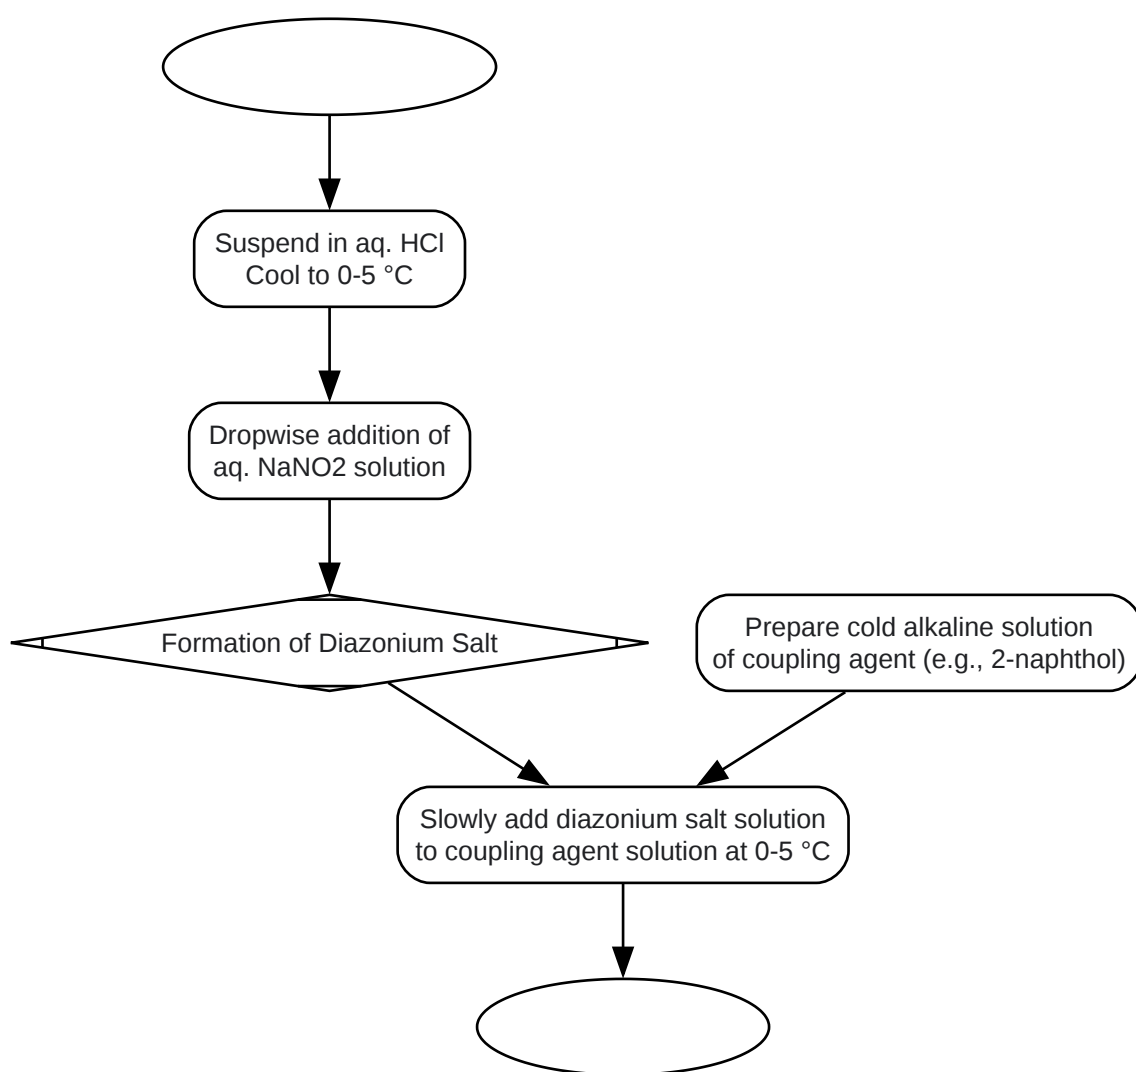 Suspend in aq. HCl
Cool to 0-5 °C
Dropwise addition of
aq. NaNO2 solution
Formation of Diazonium Salt
Prepare cold alkaline solution
of coupling agent (e.g., 2-naphthol)
Slowly add diazonium salt solution
to coupling agent solution at 0-5 °C